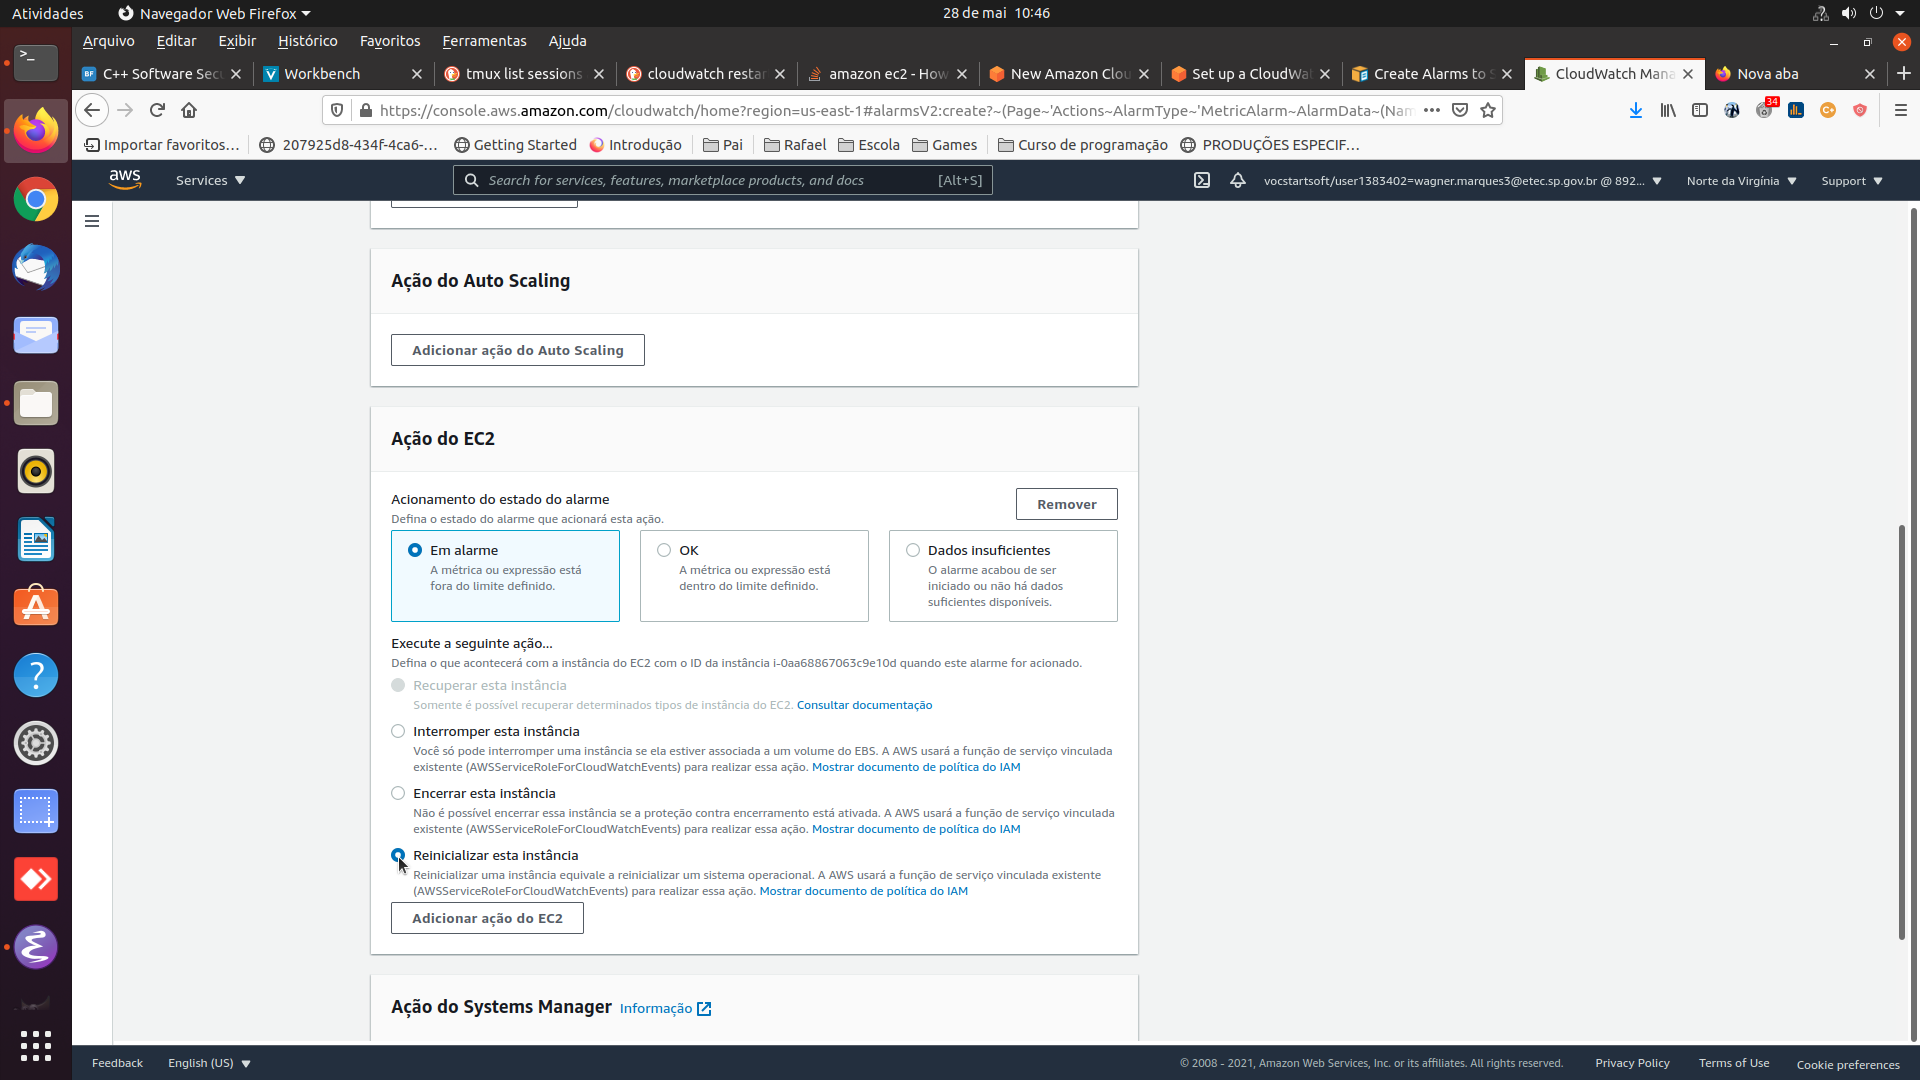 Atividades
Navegador Web Firefox
28 de mai 10:46
Arquivo Editar Exibir Histórico Favoritos Ferramentas Ajuda
C++ Software Sec
Workbench
tmux list sessions
cloudwatch restar
amazon ec2 - How
New Amazon Clou
Set up a CloudWat
Create Alarms to S
CloudWatch Mana
Nova aba
https://console.aws.amazon.com/cloudwatch/home?region=us-east-1#alarmsV2:create?~(Page~'Actions~AlarmType~'MetricAlarm~AlarmData~(Nam
34
Importar favoritos...
207925d8-434f-4ca6-...
Getting Started
Introdução
Pai
Rafael
Escola
Games
Curso de programação
PRODUÇÕES ESPECIF...
aws
Services
Search for services, features, marketplace products, and docs
[Alt+S]
vocstartsoft/user1383402=wagner.marques3@etec.sp.gov.br @ 892...
Norte da Virgínia
Support
Ação do Auto Scaling
Adicionar ação do Auto Scaling
Ação do EC2
Acionamento do estado do alarme
Defina o estado do alarme que acionará esta ação.
Remover
Em alarme
A métrica ou expressão está
fora do limite definido.
OK
A métrica ou expressão está
dentro do limite definido.
Dados insuficientes
O alarme acabou de ser
iniciado ou não há dados
suficientes disponíveis.
Execute a seguinte ação...
Defina o que acontecerá com a instância do EC2 com o ID da instância i-0aa68867063c9e10d quando este alarme for acionado.
Recuperar esta instância
Somente é possível recuperar determinados tipos de instância do EC2. Consultar documentação
Interromper esta instância
Você só pode interromper uma instância se ela estiver associada a um volume do EBS. A AWS usará a função de serviço vinculada
existente (AWSServiceRoleForCloudWatchEvents) para realizar essa ação. Mostrar documento de política do IAM
Encerrar esta instância
Não é possível encerrar essa instância se a proteção contra encerramento está ativada. A AWS usará a função de serviço vinculada
existente (AWSServiceRoleForCloudWatchEvents) para realizar essa ação. Mostrar documento de política do IAM
Reinicializar esta instância
Reinicializar uma instância equivale a reinicializar um sistema operacional. A AWS usará a função de serviço vinculada existente
(AWSServiceRoleForCloudWatchEvents) para realizar essa ação. Mostrar documento de política do IAM
Adicionar ação do EC2
Ação do Systems Manager Informação
Feedback
English (US)
© 2008 - 2021, Amazon Web Services, Inc. or its affiliates. All rights reserved.
Privacy Policy
Terms of Use
Cookie preferences